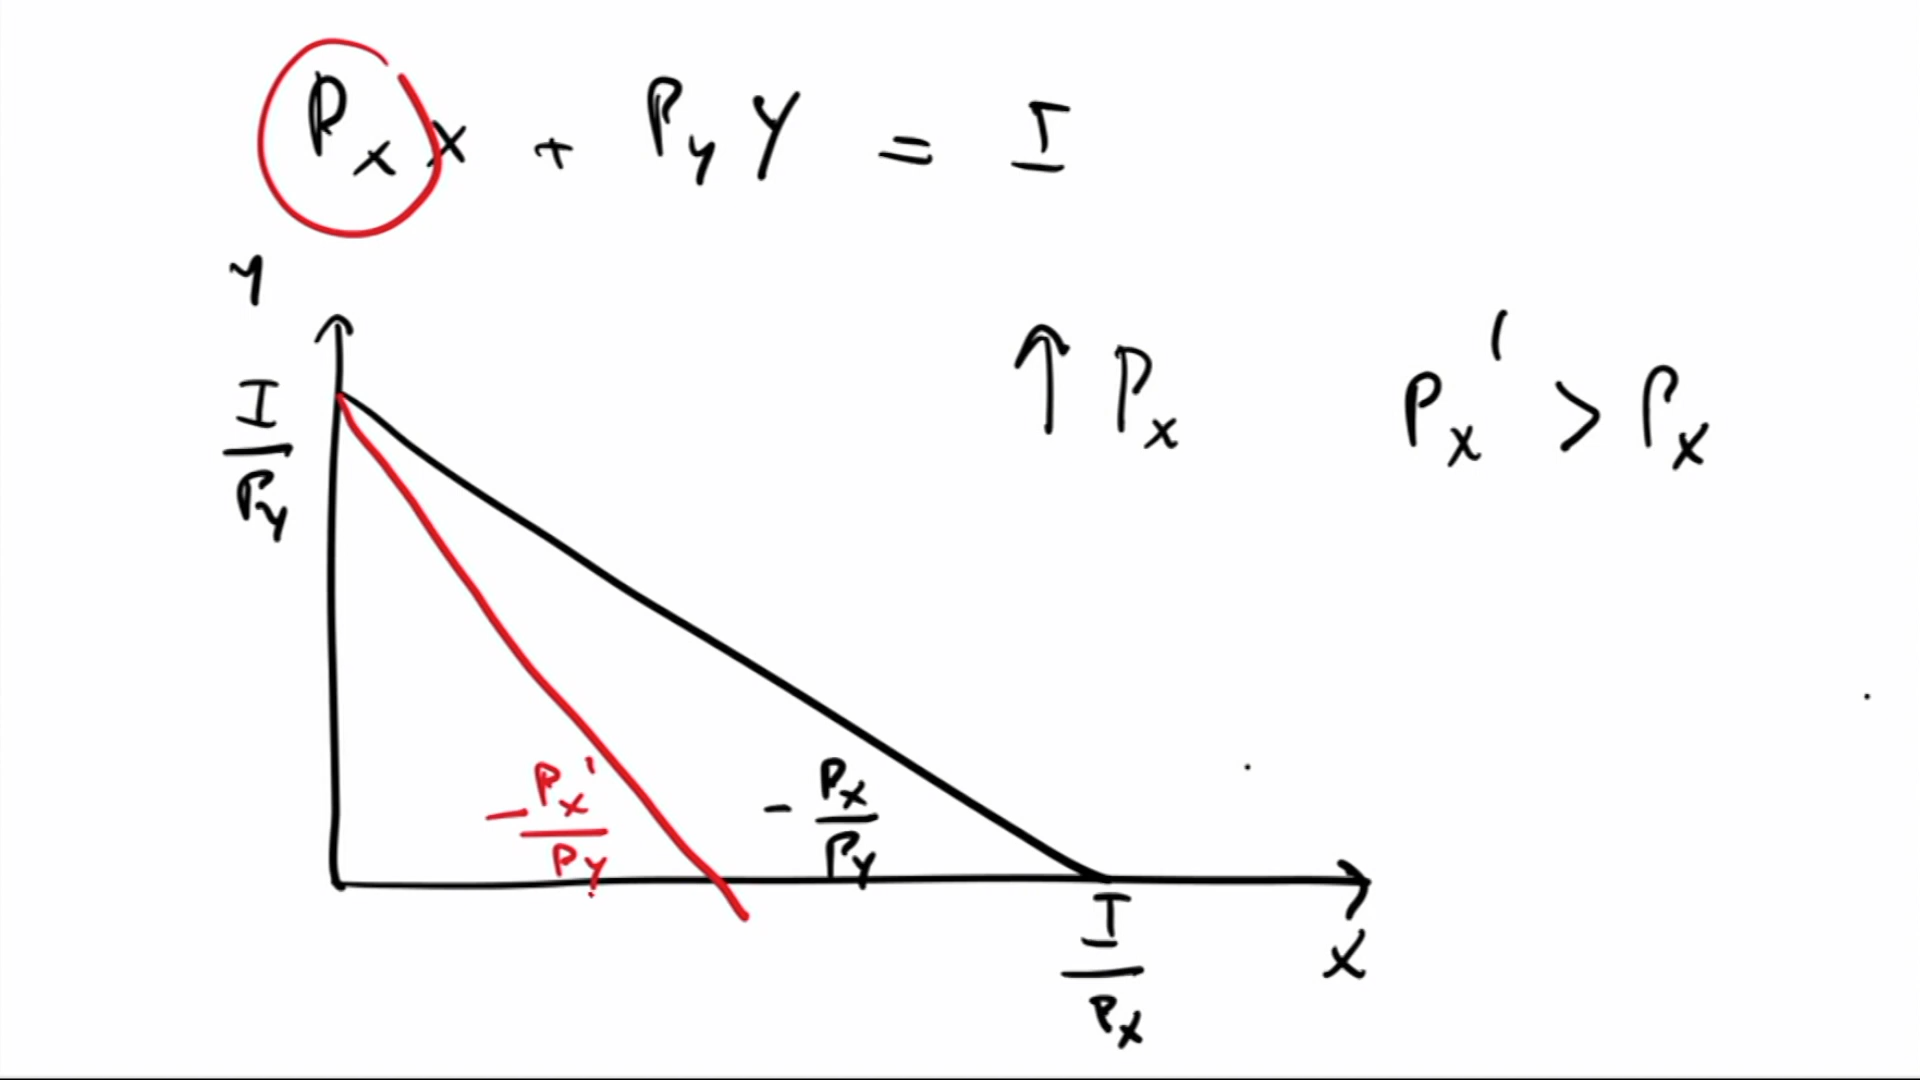 Px x + Py Y = I
Y
↑ Px     Px' > Px
I/Py
- Px'/Py
- Px/Py
I/Px
X